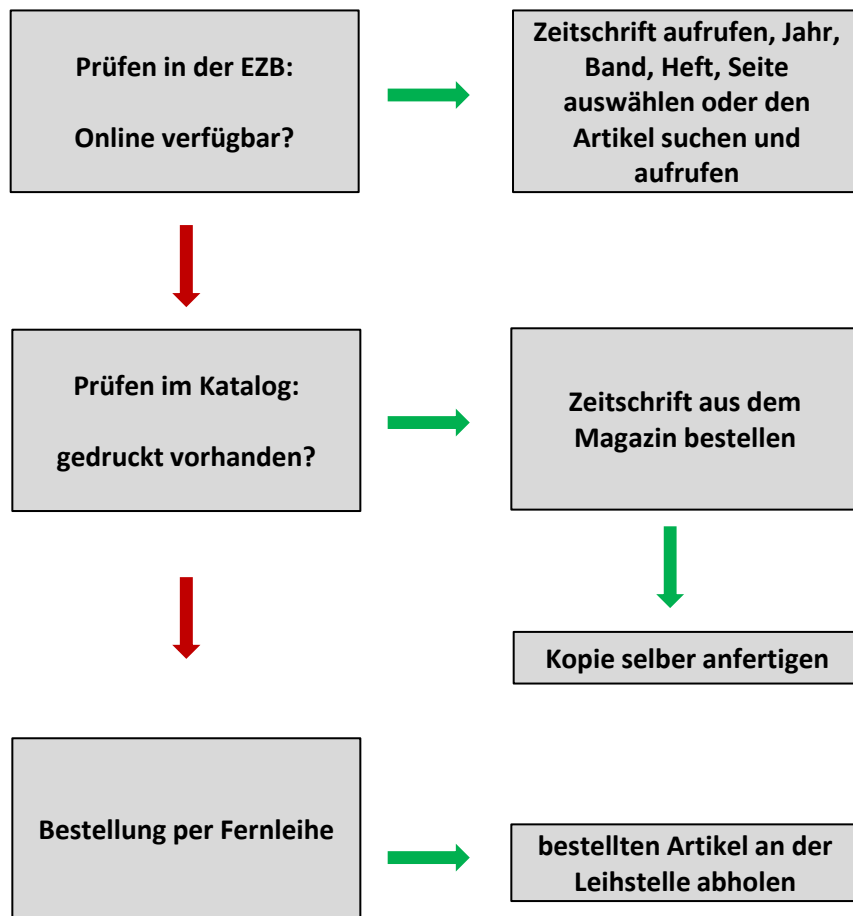 Prüfen in der EZB:
Online verfügbar?
Zeitschrift aufrufen, Jahr,
Band, Heft, Seite
auswählen oder den
Artikel suchen und
aufrufen
Prüfen im Katalog:
gedruckt vorhanden?
Zeitschrift aus dem
Magazin bestellen
Kopie selber anfertigen
Bestellung per Fernleihe
bestellten Artikel an der
Leihstelle abholen